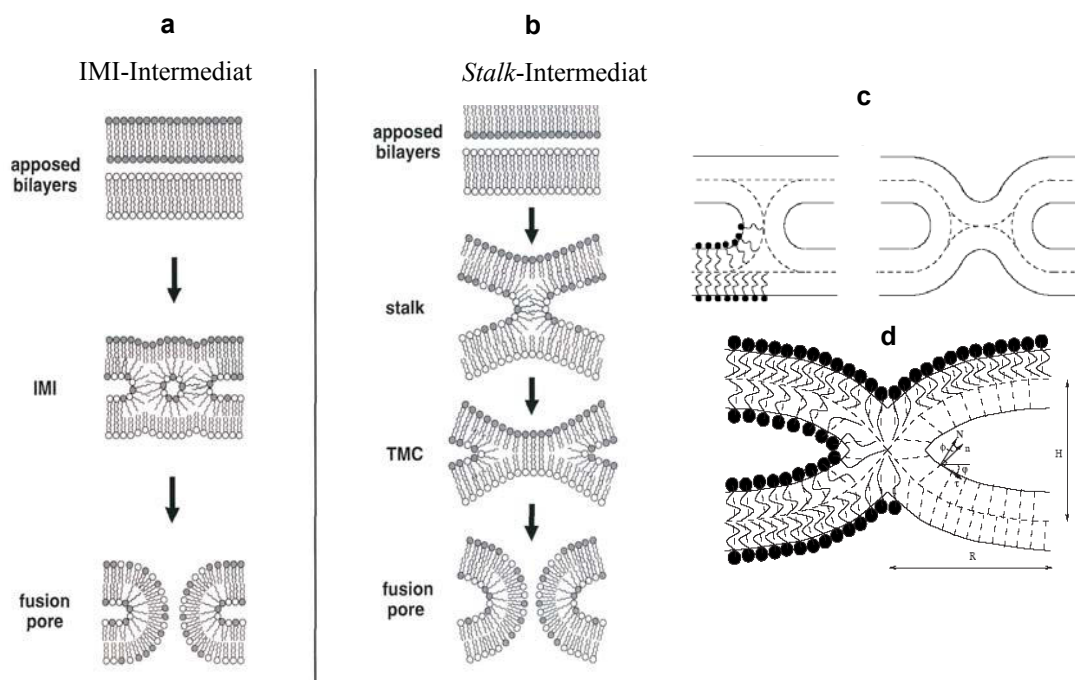 a
IMI-Intermediat
apposed
bilayers
IMI
fusion
pore
b
Stalk-Intermediat
apposed
bilayers
stalk
TMC
fusion
pore
c
d
N
n
ϕ
φ
τ
H
R